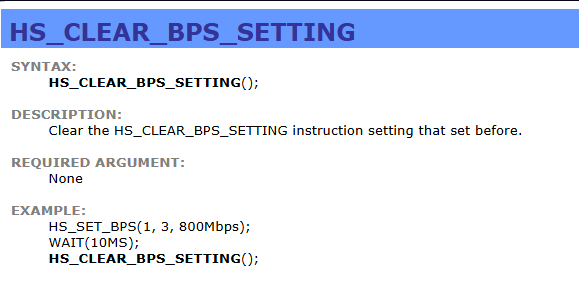 HS_CLEAR_BPS_SETTING
SYNTAX:
HS_CLEAR_BPS_SETTING();
DESCRIPTION:
Clear the HS_CLEAR_BPS_SETTING instruction setting that set before.
REQUIRED ARGUMENT:
None
EXAMPLE:
HS_SET_BPS(1, 3, 800Mbps);
WAIT(10MS);
HS_CLEAR_BPS_SETTING();